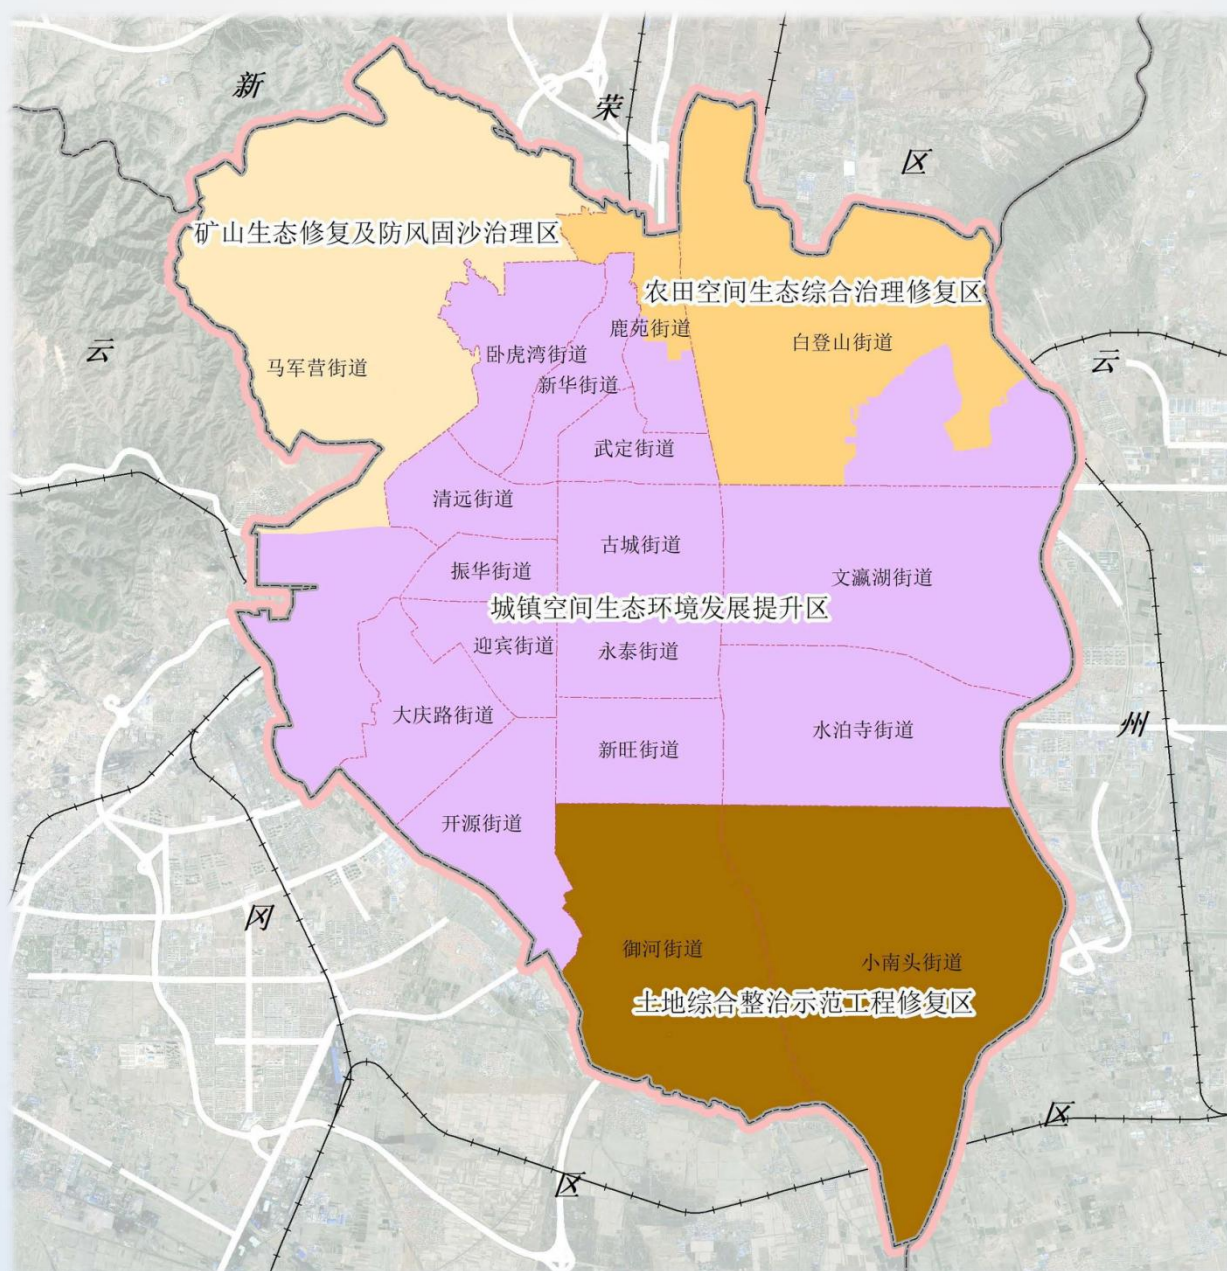 新
荣
区
矿山生态修复及防风固沙治理区
农田空间生态综合治理修复区
鹿苑街道
白登山街道
云
卧虎湾街道
云
马军营街道
新华街道
武定街道
清远街道
古城街道
振华街道
文瀛湖街道
城镇空间生态环境发展提升区
迎宾街道
永泰街道
大庆路街道
州
水泊寺街道
新旺街道
开源街道
冈
御河街道
小南头街道
土地综合整治示范工程修复区
区
区